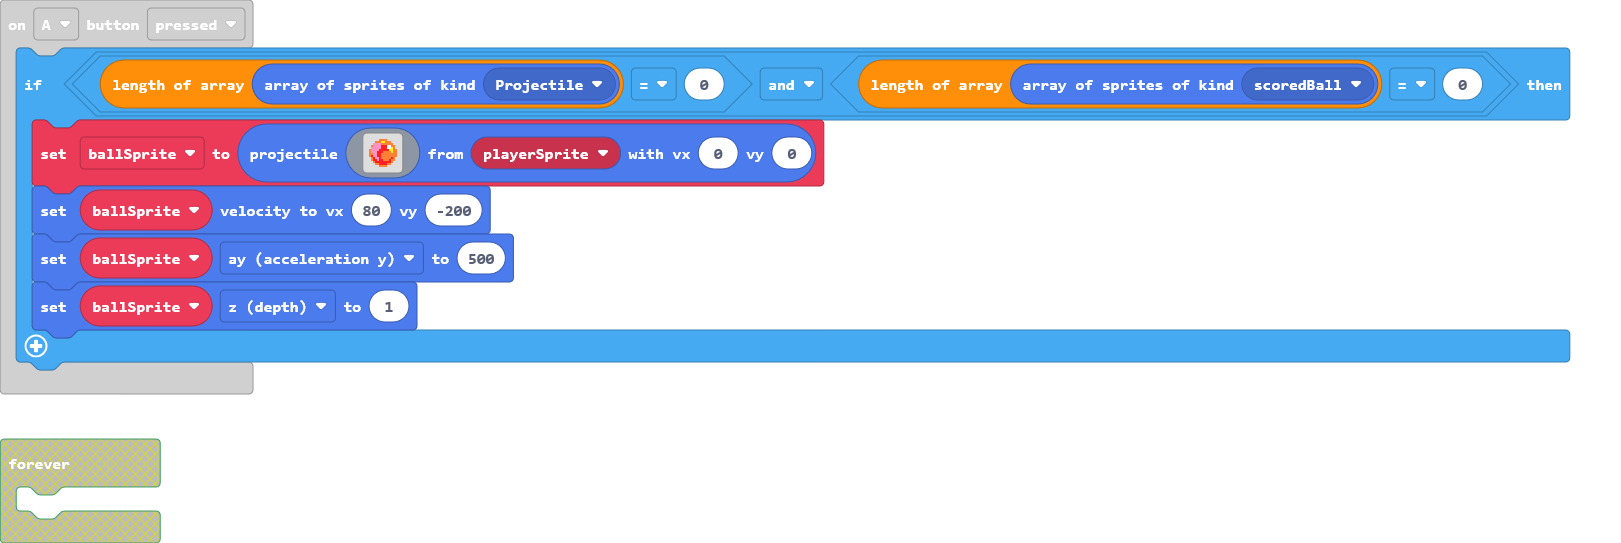 on A button pressed
if length of array array of sprites of kind Projectile = 0 and length of array array of sprites of kind scoredBall = 0 then
set ballSprite to projectile from playerSprite with vx 0 vy 0
set ballSprite velocity to vx 80 vy -200
set ballSprite ay (acceleration y) to 500
set ballSprite z (depth) to 1
forever